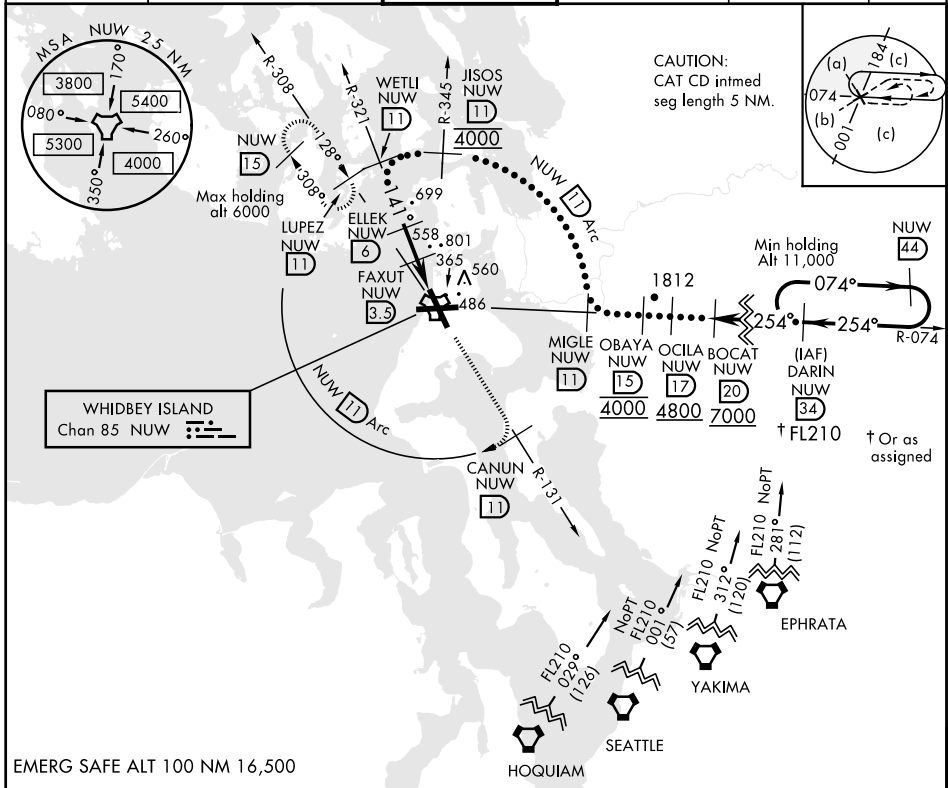 MSA NUW 25 NM
170°
3800
5400
080°
260°
5300
4000
350°
R-308
R-321
WETLI
NUW
11
R-345
JISOS
NUW
11
4000
CAUTION:
CAT CD intmed
seg length 5 NM.
(a)
184
(c)
074
(b)
001
(c)
NUW
15
128°
308°
Max holding
alt 6000
LUPEZ
NUW
11
141°
ELLEK
NUW
6
699
558
801
365
560
486
FAXUT
NUW
3.5
NUW 11 Arc
MIGLE
NUW
11
OBAYA
NUW
15
4000
1812
OCILA
NUW
17
4800
BOCAT
NUW
20
7000
Min holding
Alt 11,000
NUW
44
074°
254°
254°
R-074
(IAF)
DARIN
NUW
34
† FL210
† Or as
assigned
WHIDBEY ISLAND
Chan 85 NUW
NUW 11 Arc
CANUN
NUW
11
R-131
FL210
029°
(126)
HOQUIAM
NoPT
FL210
001°
(57)
SEATTLE
FL210 NoPT
312°
(120)
YAKIMA
FL210 NoPT
281°
(112)
EPHRATA
EMERG SAFE ALT 100 NM 16,500